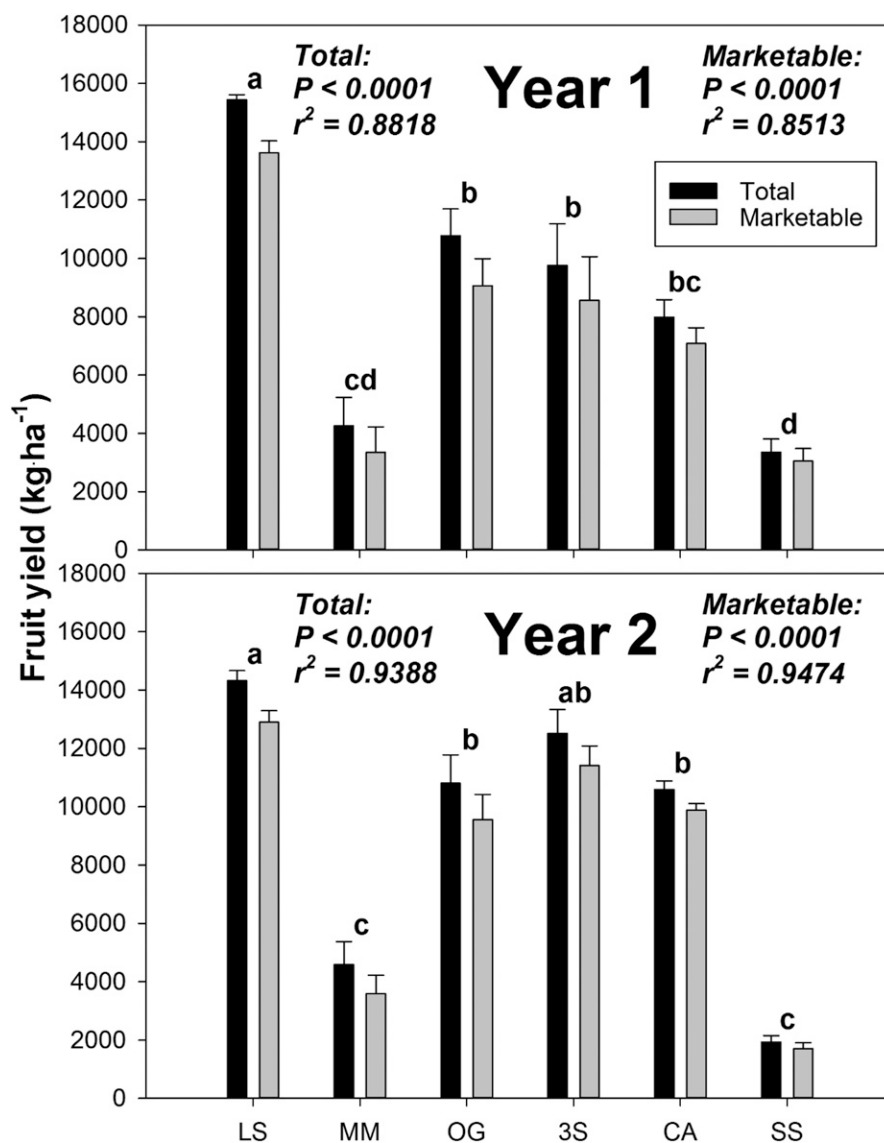 Fruit yield (kg·ha⁻¹)
18000
16000
14000
12000
10000
8000
6000
4000
2000
0
Total:
P < 0.0001
r² = 0.8818
Year 1
Marketable:
P < 0.0001
r² = 0.8513
Total
Marketable
a
cd
b
b
bc
d
18000
16000
14000
12000
10000
8000
6000
4000
2000
0
Total:
P < 0.0001
r² = 0.9388
Year 2
Marketable:
P < 0.0001
r² = 0.9474
a
c
b
ab
b
c
LS MM OG 3S CA SS